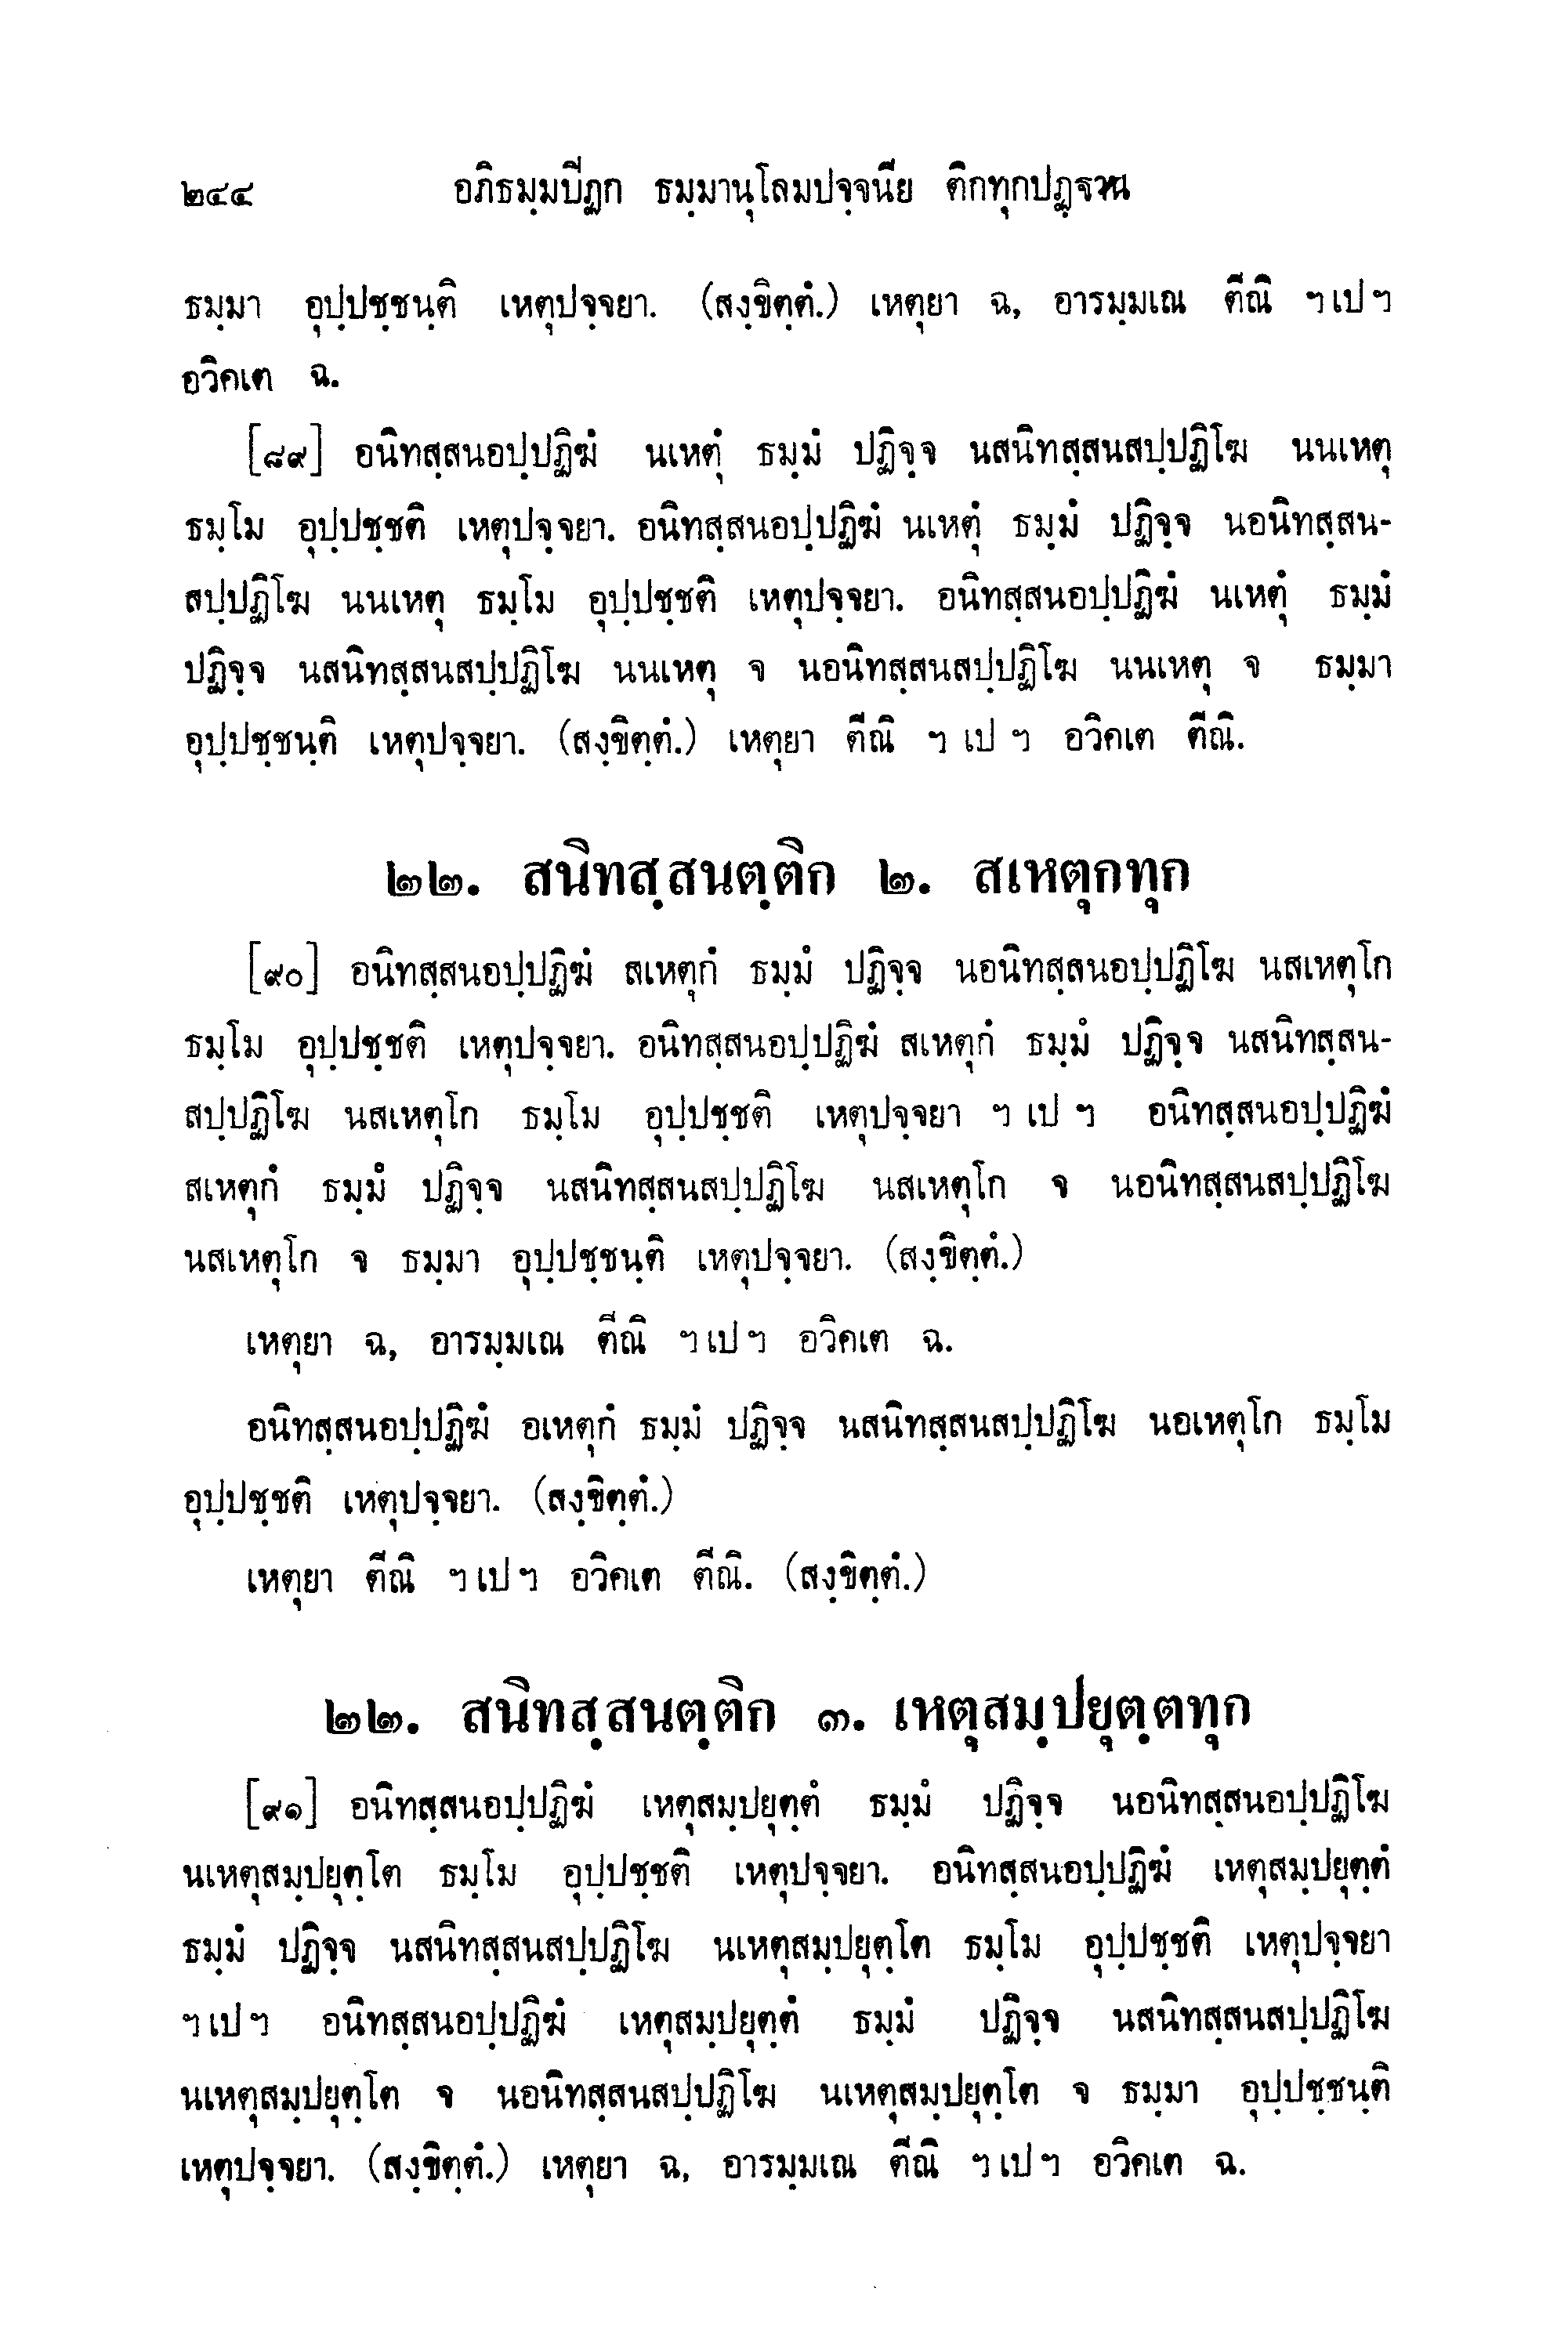 ๒๔๔ อภิธมฺมปีฏก ธมฺมานุโลมปจฺจนีย ติกทุกปฏฺฐาน
ธมฺมา อุปฺปชฺชนฺติ เหตุปจฺจยา. (สงฺขิตฺตํ.) เหตุยา ฉ, อารมฺมเณ ตีณิ ฯเปฯ
อวิคเต ฉ.
[๘๙] อนิทสฺสนอปฺปฏิฆํ นเหตุํ ธมฺมํ ปฏิจฺจ นสนิทสฺสนสปฺปฏิโฆ นนเหตุ
ธมฺโม อุปฺปชฺชติ เหตุปจฺจยา. อนิทสฺสนอปฺปฏิฆํ นเหตุํ ธมฺมํ ปฏิจฺจ นอนิทสฺสน-
สปฺปฏิโฆ นนเหตุ ธมฺโม อุปฺปชฺชติ เหตุปจฺจยา. อนิทสฺสนอปฺปฏิฆํ นเหตุํ ธมฺมํ
ปฏิจฺจ นสนิทสฺสนสปฺปฏิโฆ นนเหตุ จ นอนิทสฺสนสปฺปฏิโฆ นนเหตุ จ ธมฺมา
อุปฺปชฺชนฺติ เหตุปจฺจยา. (สงฺขิตฺตํ.) เหตุยา ตีณิ ฯ เป ฯ อวิคเต ตีณิ.
๒๒. สนิทสฺสนตฺติก ๒. สเหตุกทุก
[๙๐] อนิทสฺสนอปฺปฏิฆํ สเหตุกํ ธมฺมํ ปฏิจฺจ นอนิทสฺสนอปฺปฏิโฆ นสเหตุโก
ธมฺโม อุปฺปชฺชติ เหตุปจฺจยา. อนิทสฺสนอปฺปฏิฆํ สเหตุกํ ธมฺมํ ปฏิจฺจ นสนิทสฺสน-
สปฺปฏิโฆ นสเหตุโก ธมฺโม อุปฺปชฺชติ เหตุปจฺจยา ฯ เป ฯ อนิทสฺสนอปฺปฏิฆํ
สเหตุกํ ธมฺมํ ปฏิจฺจ นสนิทสฺสนสปฺปฏิโฆ นสเหตุโก จ นอนิทสฺสนสปฺปฏิโฆ
นสเหตุโก จ ธมฺมา อุปฺปชฺชนฺติ เหตุปจฺจยา. (สงฺขิตฺตํ.)
เหตุยา ฉ, อารมฺมเณ ตีณิ ฯเปฯ อวิคเต ฉ.
อนิทสฺสนอปฺปฏิฆํ อเหตุกํ ธมฺมํ ปฏิจฺจ นสนิทสฺสนสปฺปฏิโฆ นอเหตุโก ธมฺโม
อุปฺปชฺชติ เหตุปจฺจยา. (สงฺขิตฺตํ.)
เหตุยา ตีณิ ฯเปฯ อวิคเต ตีณิ. (สงฺขิตฺตํ.)
๒๒. สนิทสฺสนตฺติก ๓. เหตุสมฺปยุตฺตทุก
[๙๑] อนิทสฺสนอปฺปฏิฆํ เหตุสมฺปยุตฺตํ ธมฺมํ ปฏิจฺจ นอนิทสฺสนอปฺปฏิโฆ
นเหตุสมฺปยุตฺโต ธมฺโม อุปฺปชฺชติ เหตุปจฺจยา. อนิทสฺสนอปฺปฏิฆํ เหตุสมฺปยุตฺตํ
ธมฺมํ ปฏิจฺจ นสนิทสฺสนสปฺปฏิโฆ นเหตุสมฺปยุตฺโต ธมฺโม อุปฺปชฺชติ เหตุปจฺจยา
ฯเปฯ อนิทสฺสนอปฺปฏิฆํ เหตุสมฺปยุตฺตํ ธมฺมํ ปฏิจฺจ นสนิทสฺสนสปฺปฏิโฆ
นเหตุสมฺปยุตฺโต จ นอนิทสฺสนสปฺปฏิโฆ นเหตุสมฺปยุตฺโต จ ธมฺมา อุปฺปชฺชนฺติ
เหตุปจฺจยา. (สงฺขิตฺตํ.) เหตุยา ฉ, อารมฺมเณ ตีณิ ฯเปฯ อวิคเต ฉ.